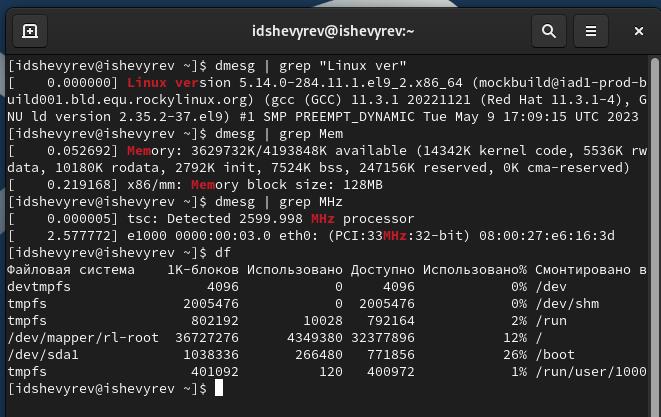 idshevyrev@ishevyrev:~
[idshevyrev@ishevyrev ~]$ dmesg | grep "Linux ver"
[    0.000000] Linux version 5.14.0-284.11.1.el9_2.x86_64 (mockbuild@iad1-prod-b
uild001.bld.equ.rockylinux.org) (gcc (GCC) 11.3.1 20221121 (Red Hat 11.3.1-4), G
NU ld version 2.35.2-37.el9) #1 SMP PREEMPT_DYNAMIC Tue May 9 17:09:15 UTC 2023
[idshevyrev@ishevyrev ~]$ dmesg | grep Mem
[    0.052692] Memory: 3629732K/4193848K available (14342K kernel code, 5536K rw
data, 10180K rodata, 2792K init, 7524K bss, 247156K reserved, 0K cma-reserved)
[    0.219168] x86/mm: Memory block size: 128MB
[idshevyrev@ishevyrev ~]$ dmesg | grep MHz
[    0.000005] tsc: Detected 2599.998 MHz processor
[    2.577772] e1000 0000:00:03.0 eth0: (PCI:33MHz:32-bit) 08:00:27:e6:16:3d
[idshevyrev@ishevyrev ~]$ df
Файловая система    1K-блоков Использовано Доступно Использовано% Cмонтировано в
devtmpfs                 4096            0     4096            0% /dev
tmpfs                 2005476            0  2005476            0% /dev/shm
tmpfs                  802192        10028   792164            2% /run
/dev/mapper/rl-root  36727276      4349380 32377896           12% /
/dev/sda1             1038336       266480   771856           26% /boot
tmpfs                  401092          120   400972            1% /run/user/1000
[idshevyrev@ishevyrev ~]$